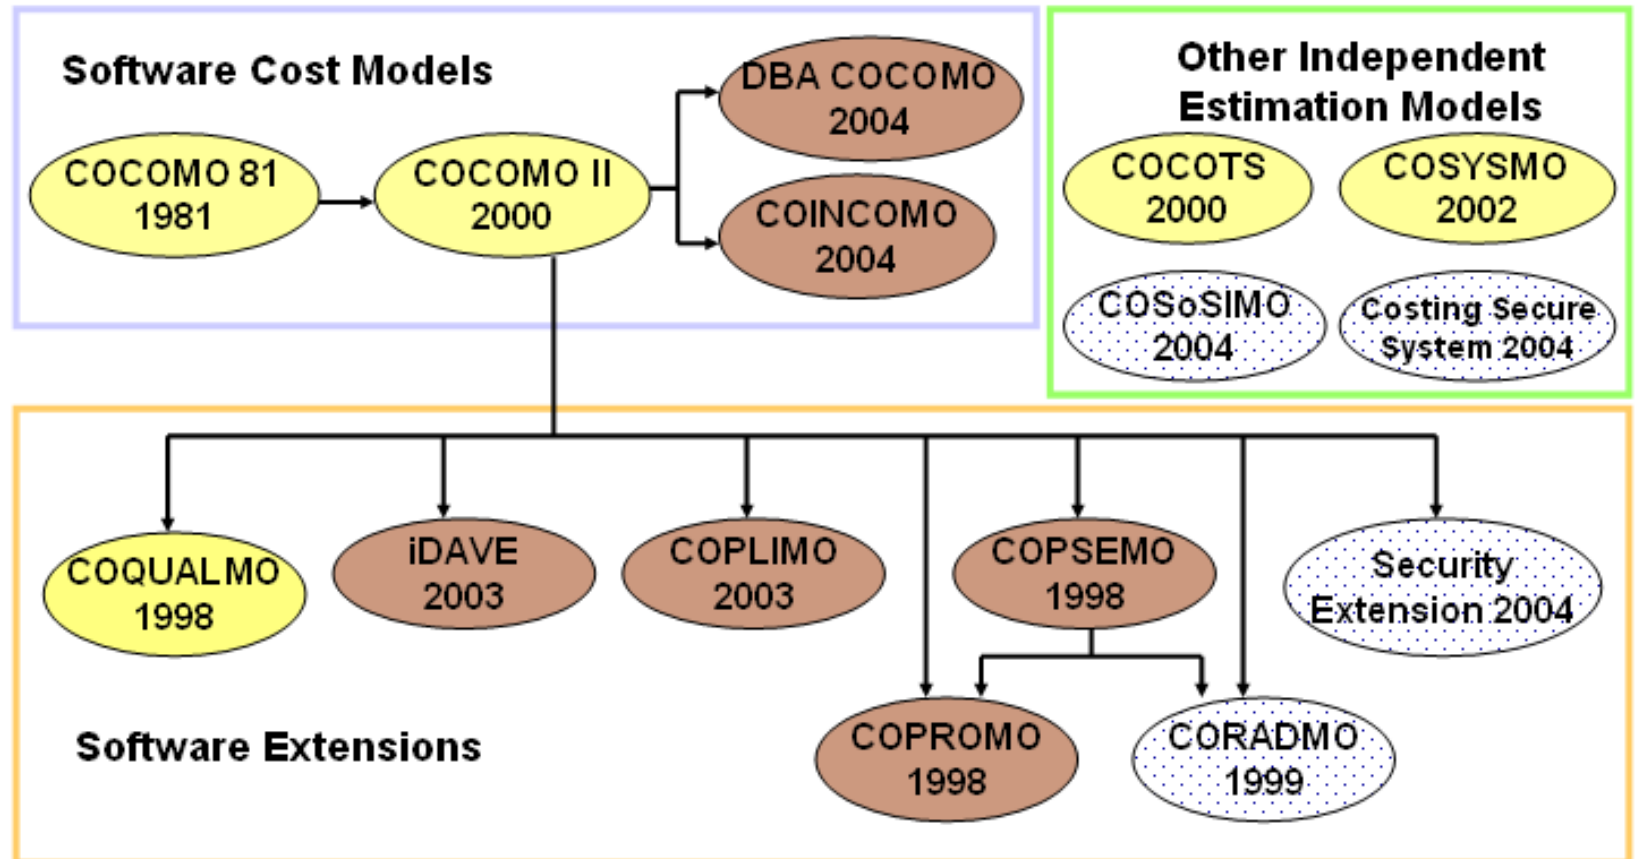 Software Cost Models
COCOMO 81
1981
COCOMO II
2000
DBA COCOMO
2004
COINCOMO
2004
Other Independent
Estimation Models
COCOTS
2000
COSYSMO
2002
COSoSIMO
2004
Costing Secure
System 2004
COQUALMO
1998
iDAVE
2003
COPLIMO
2003
COPSEMO
1998
Security
Extension 2004
COPROMO
1998
CORADMO
1999
Software Extensions